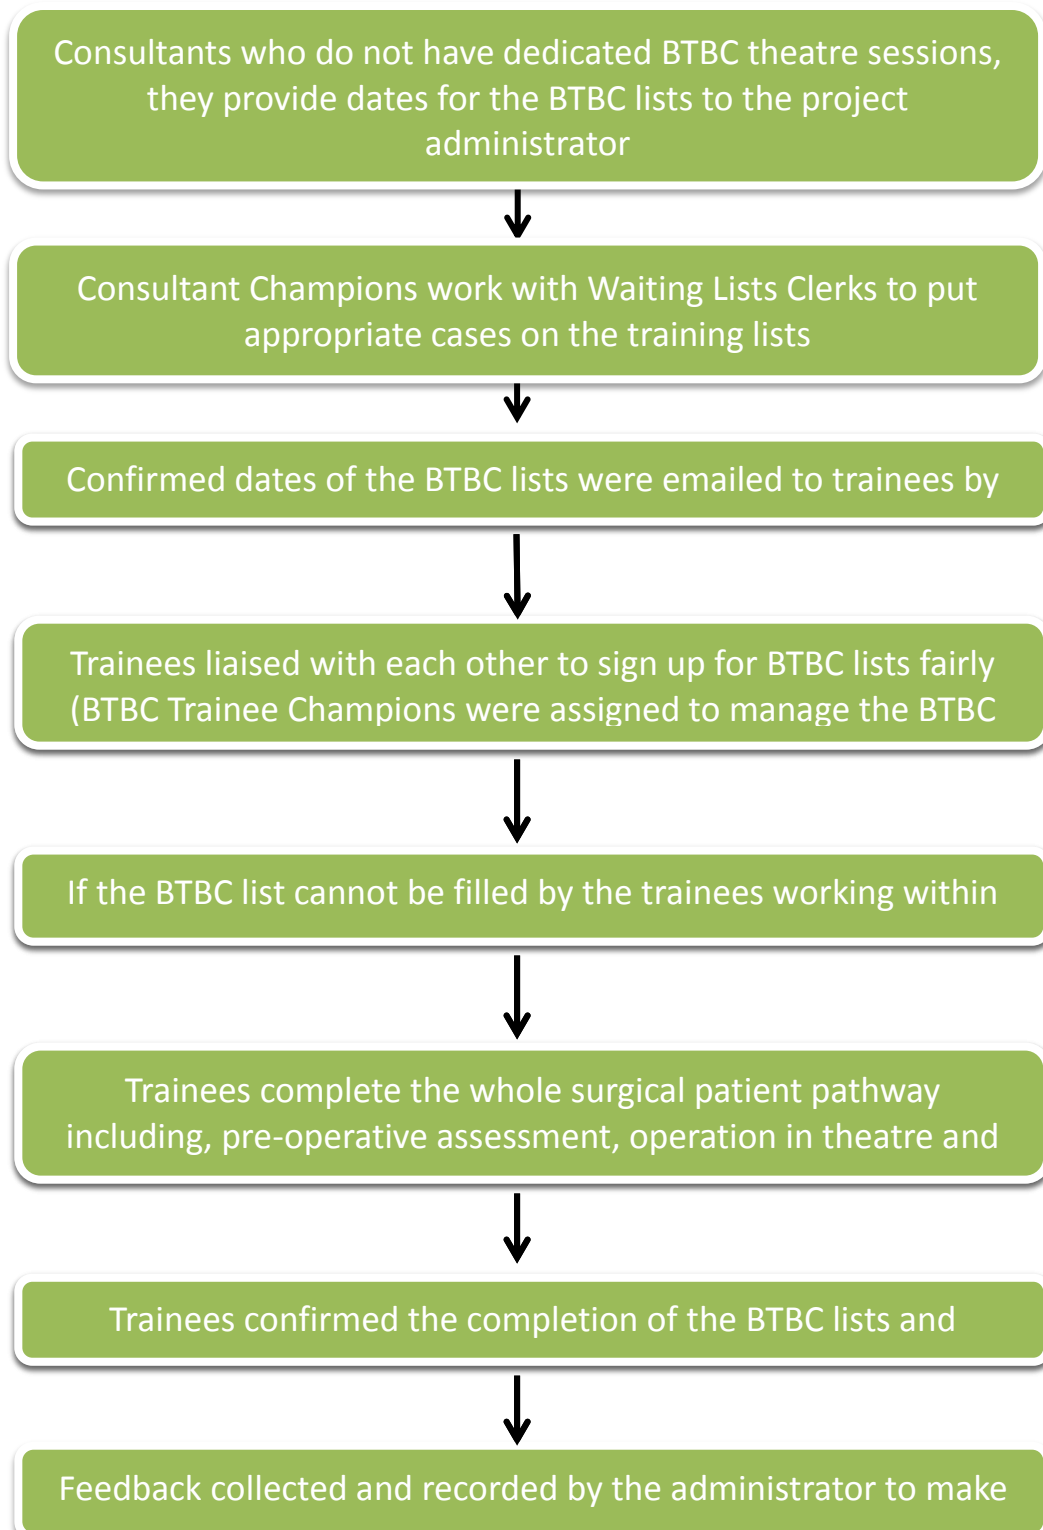 Consultants who do not have dedicated BTBC theatre sessions,
they provide dates for the BTBC lists to the project
administrator
Consultant Champions work with Waiting Lists Clerks to put
appropriate cases on the training lists
Confirmed dates of the BTBC lists were emailed to trainees by
Trainees liaised with each other to sign up for BTBC lists fairly
(BTBC Trainee Champions were assigned to manage the BTBC
If the BTBC list cannot be filled by the trainees working within
Trainees complete the whole surgical patient pathway
including, pre-operative assessment, operation in theatre and
Trainees confirmed the completion of the BTBC lists and
Feedback collected and recorded by the administrator to make